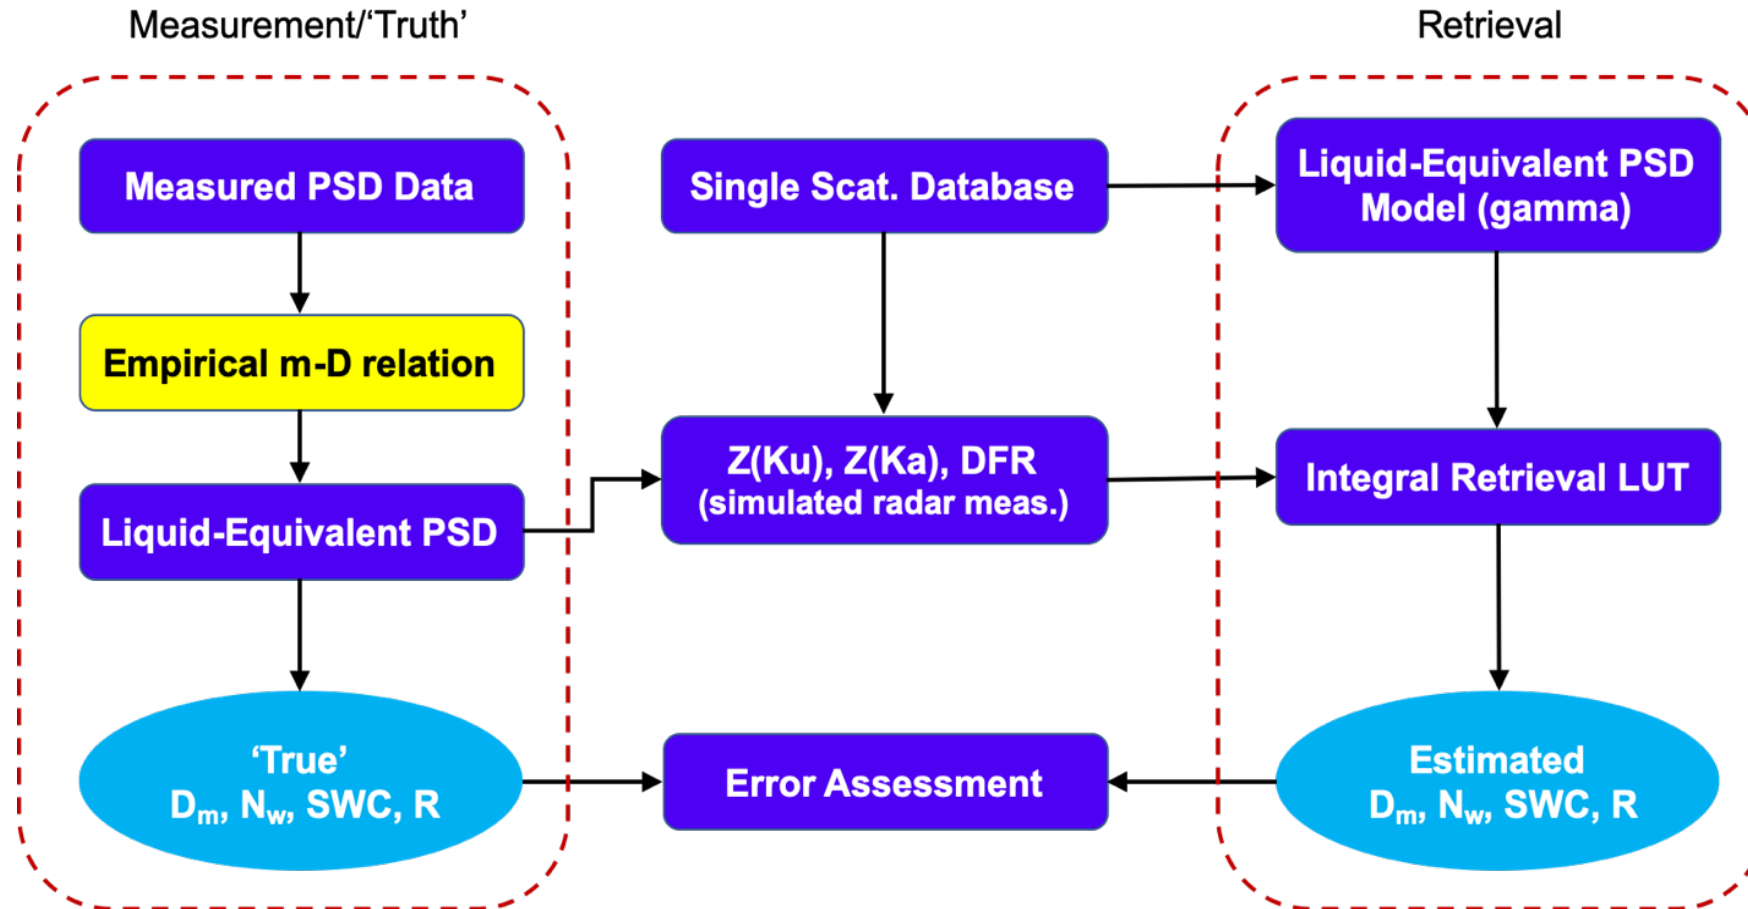 Measurement/‘Truth’
Retrieval
Measured PSD Data
Single Scat. Database
Liquid-Equivalent PSD
Model (gamma)
Empirical m-D relation
Z(Ku), Z(Ka), DFR
(simulated radar meas.)
Integral Retrieval LUT
Liquid-Equivalent PSD
‘True’
Dm, Nw, SWC, R
Error Assessment
Estimated
Dm, Nw, SWC, R